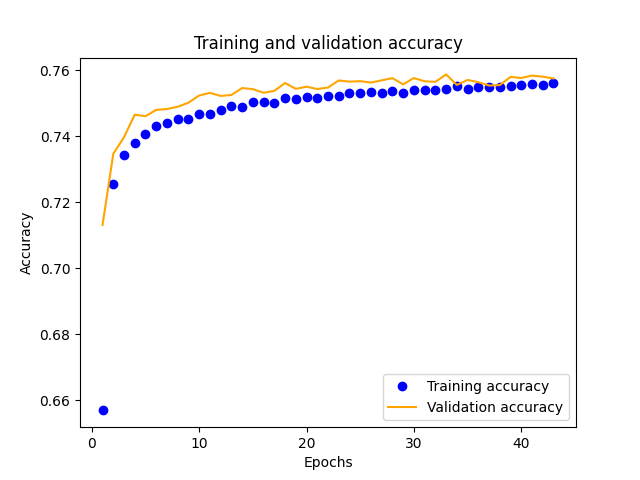 Training and validation accuracy
Accuracy
0.76
0.74
0.72
0.70
0.68
0.66
Training accuracy
Validation accuracy
0 10 20 30 40
Epochs